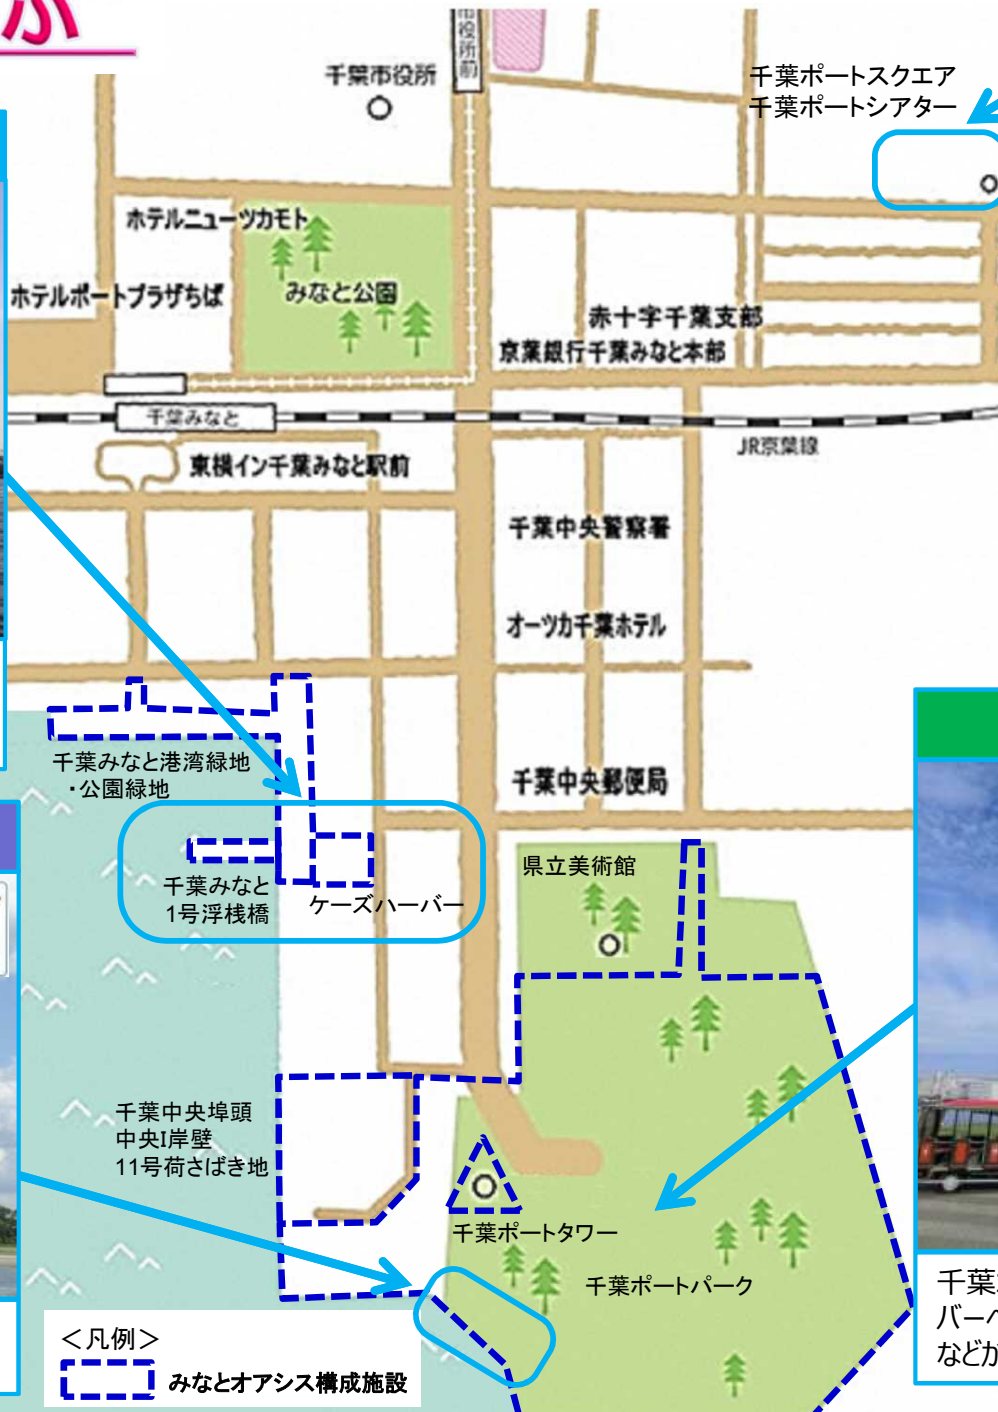 市役所前
千葉市役所
千葉ポートスクエア
千葉ポートシアター
ホテルニューツカモト
ホテルポートプラザちば
みなと公園
赤十字千葉支部
京葉銀行千葉みなと本部
千葉みなと
JR京葉線
東横イン千葉みなと駅前
千葉中央警察署
オーツカ千葉ホテル
千葉みなと港湾緑地
・公園緑地
千葉中央郵便局
県立美術館
千葉みなと
1号浮桟橋
ケーズハーバー
千葉中央埠頭
中央I岸壁
11号荷さばき地
千葉ポートタワー
千葉ポートパーク
千葉
バーベ
などが
＜凡例＞
みなとオアシス構成施設